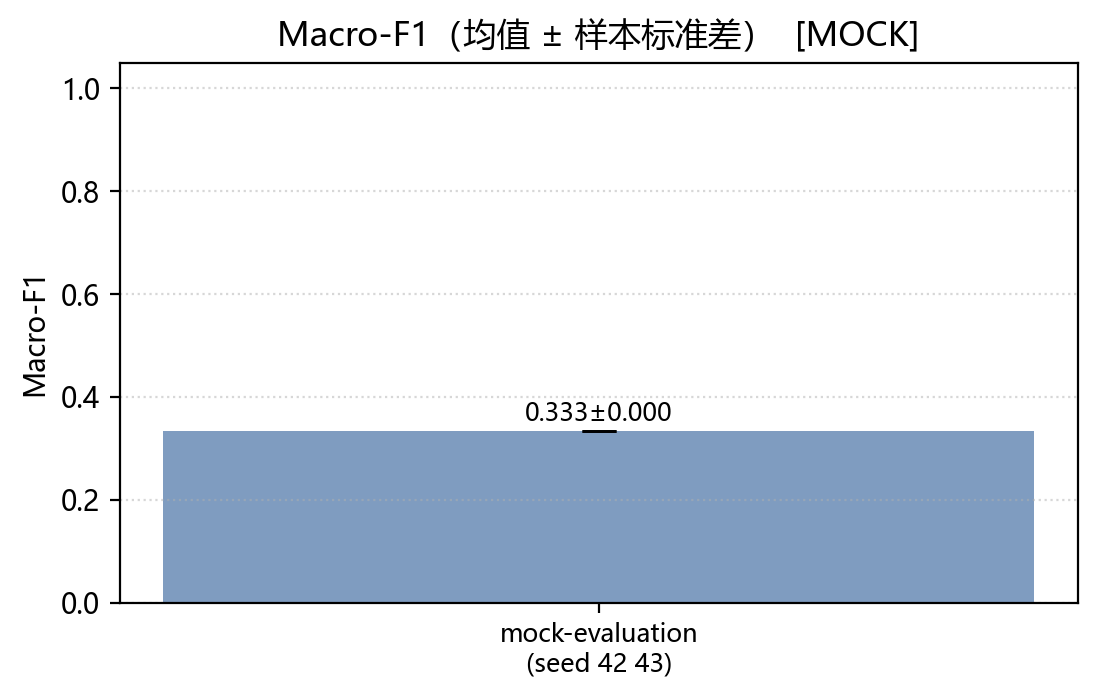 Macro-F1（均值 ± 样本标准差） [MOCK]
1.0
0.8
0.6
0.4
0.2
0.0
Macro-F1
0.333±0.000
mock-evaluation
(seed 42 43)